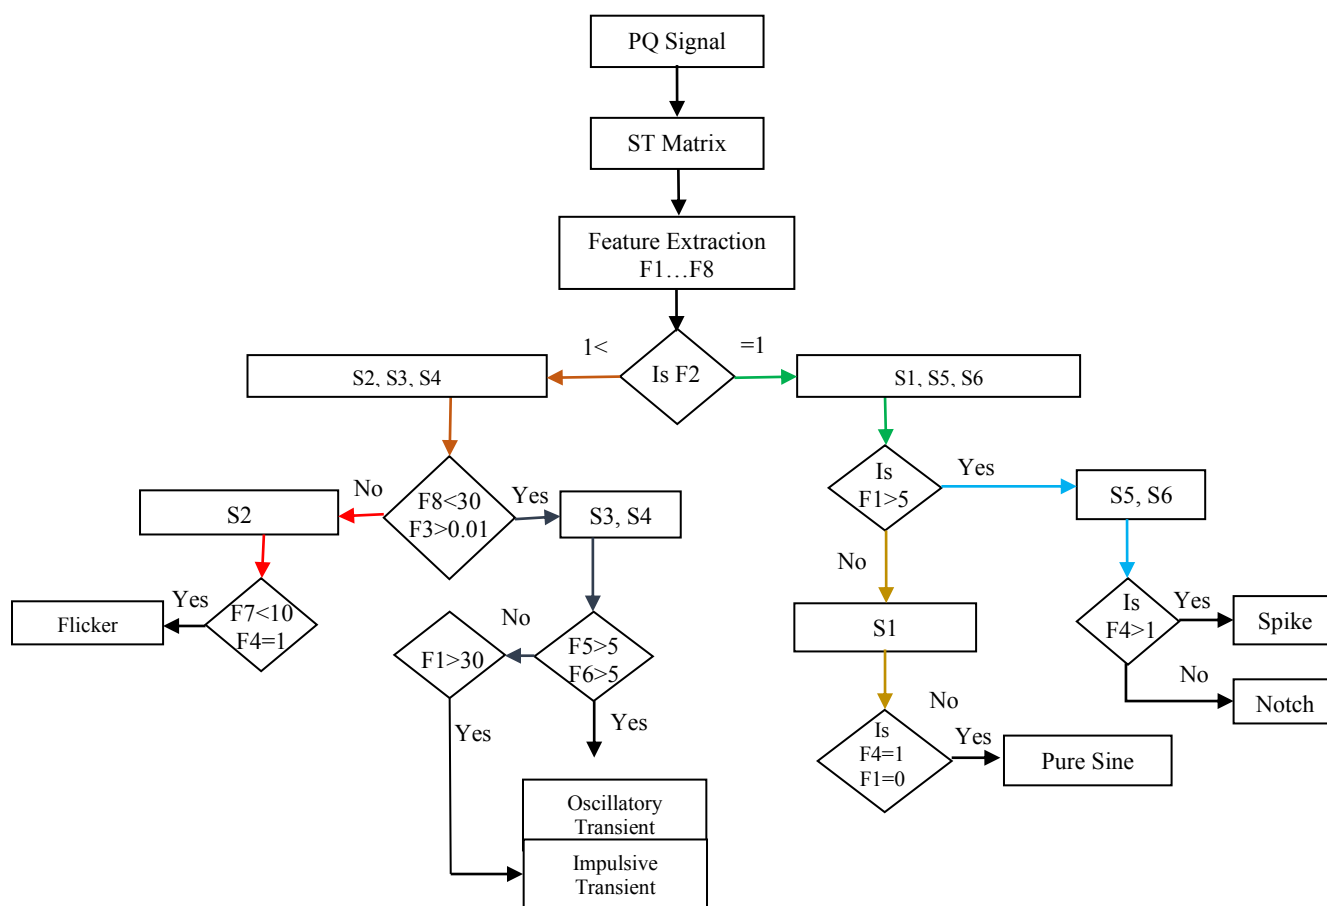 PQ Signal
ST Matrix
Feature Extraction
F1…F8
1<
=1
Is F2
S2, S3, S4
S1, S5, S6
Is
F1>5
Yes
S5, S6
No
F8<30
F3>0.01
Yes
S2
S3, S4
No
Is
F4>1
Yes
Spike
No
Notch
Yes
F7<10
F4=1
Flicker
S1
No
F5>5
F6>5
F1>30
Yes
Yes
No
Is
F4=1
F1=0
Yes
Pure Sine
Oscillatory
Transient
Impulsive
Transient